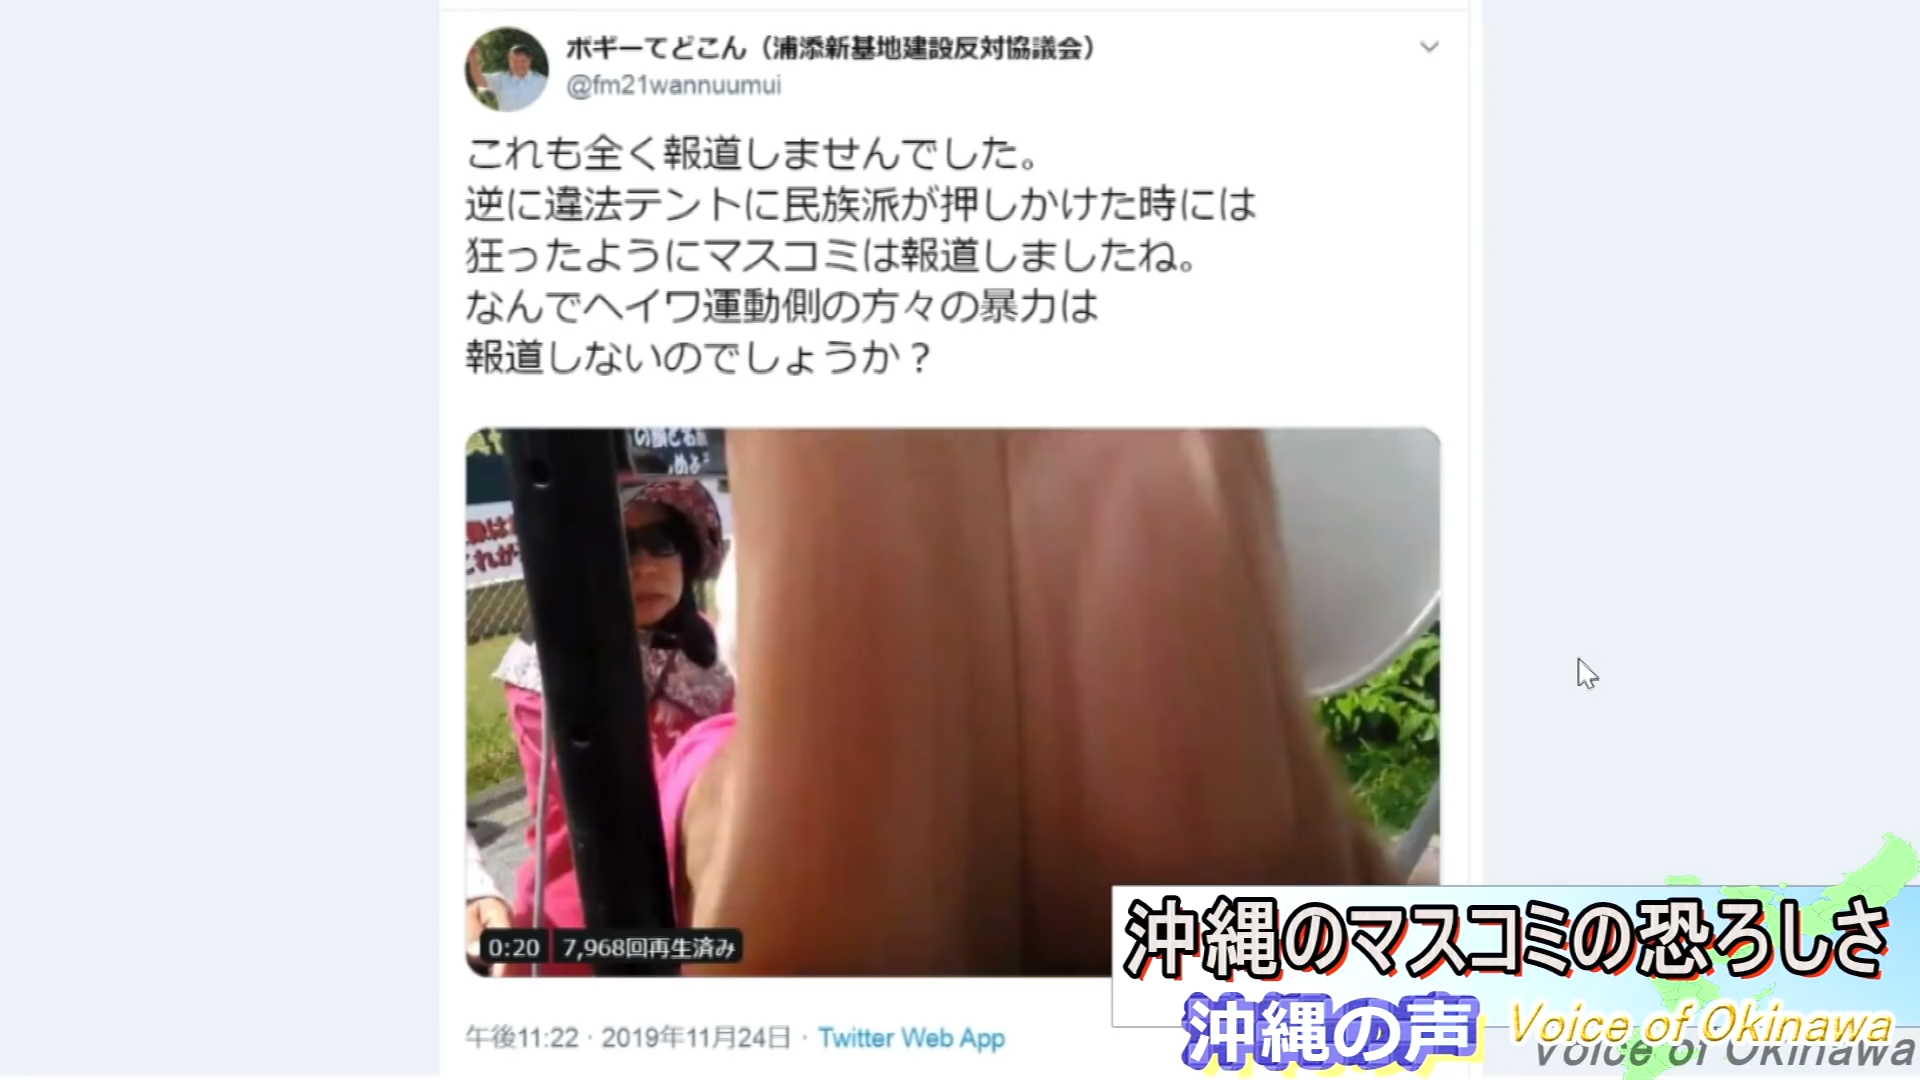 ボギーてどこん（浦添新基地建設反対協議会）
@fm21wannuumui
これも全く報道しませんでした。
逆に違法テントに民族派が押しかけた時には
狂ったようにマスコミは報道しましたね。
なんでヘイワ運動側の方々の暴力は
報道しないのでしょうか？
0:20 7,968回再生済み
午後11:22 · 2019年11月24日 · Twitter Web App
沖縄のマスコミの恐ろしさ
沖縄の声 Voice of Okinawa
Voice of Okinawa